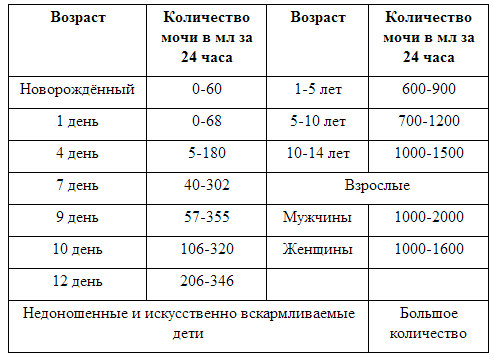 Возраст Количество мочи в мл за 24 часа Возраст Количество мочи в мл за 24 часа
Новорождённый 0-60 1-5 лет 600-900
1 день 0-68 5-10 лет 700-1200
4 день 5-180 10-14 лет 1000-1500
7 день 40-302 Взрослые
9 день 57-355 Мужчины 1000-2000
10 день 106-320 Женщины 1000-1600
12 день 206-346
Недоношенные и искусственно вскармливаемые дети Большое количество